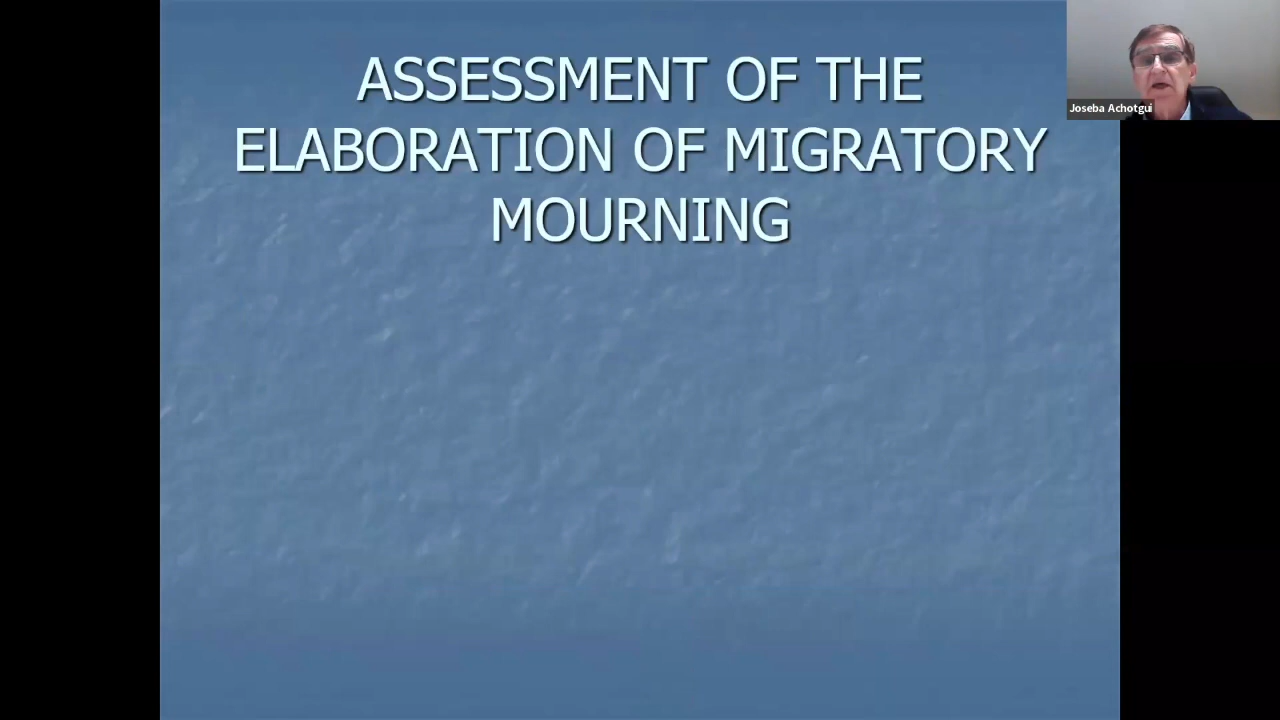 ASSESSMENT OF THE
ELABORATION OF MIGRATORY
MOURNING
Joseba Achotgui